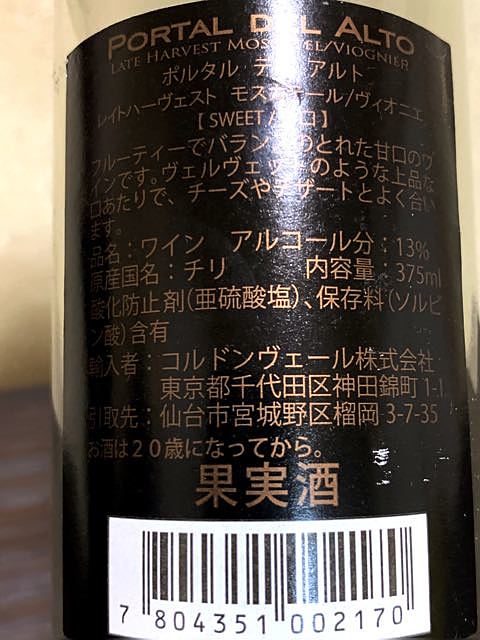 PORTAL DEL ALTO
LATE HARVEST MOSCATEL/VIOGNIER
ポルタル デル アルト
レイトハーヴェスト モスカテール/ヴィオニエ
[SWEET/甘口]
フルーティーでバランスのとれた甘口のワ
インです。ヴェルヴェットのような上品な
口あたりで、チーズやデザートとよく合い
ます。
品名：ワイン アルコール分：13%
原産国名：チリ 内容量：375ml
酸化防止剤(亜硫酸塩)、保存料(ソルビ
ン酸)含有
輸入者：コルドンヴェール株式会社
東京都千代田区神田錦町 1-1
引取先：仙台市宮城野区榴岡 3-7-35
お酒は20歳になってから。
果実酒
7 804351 002170